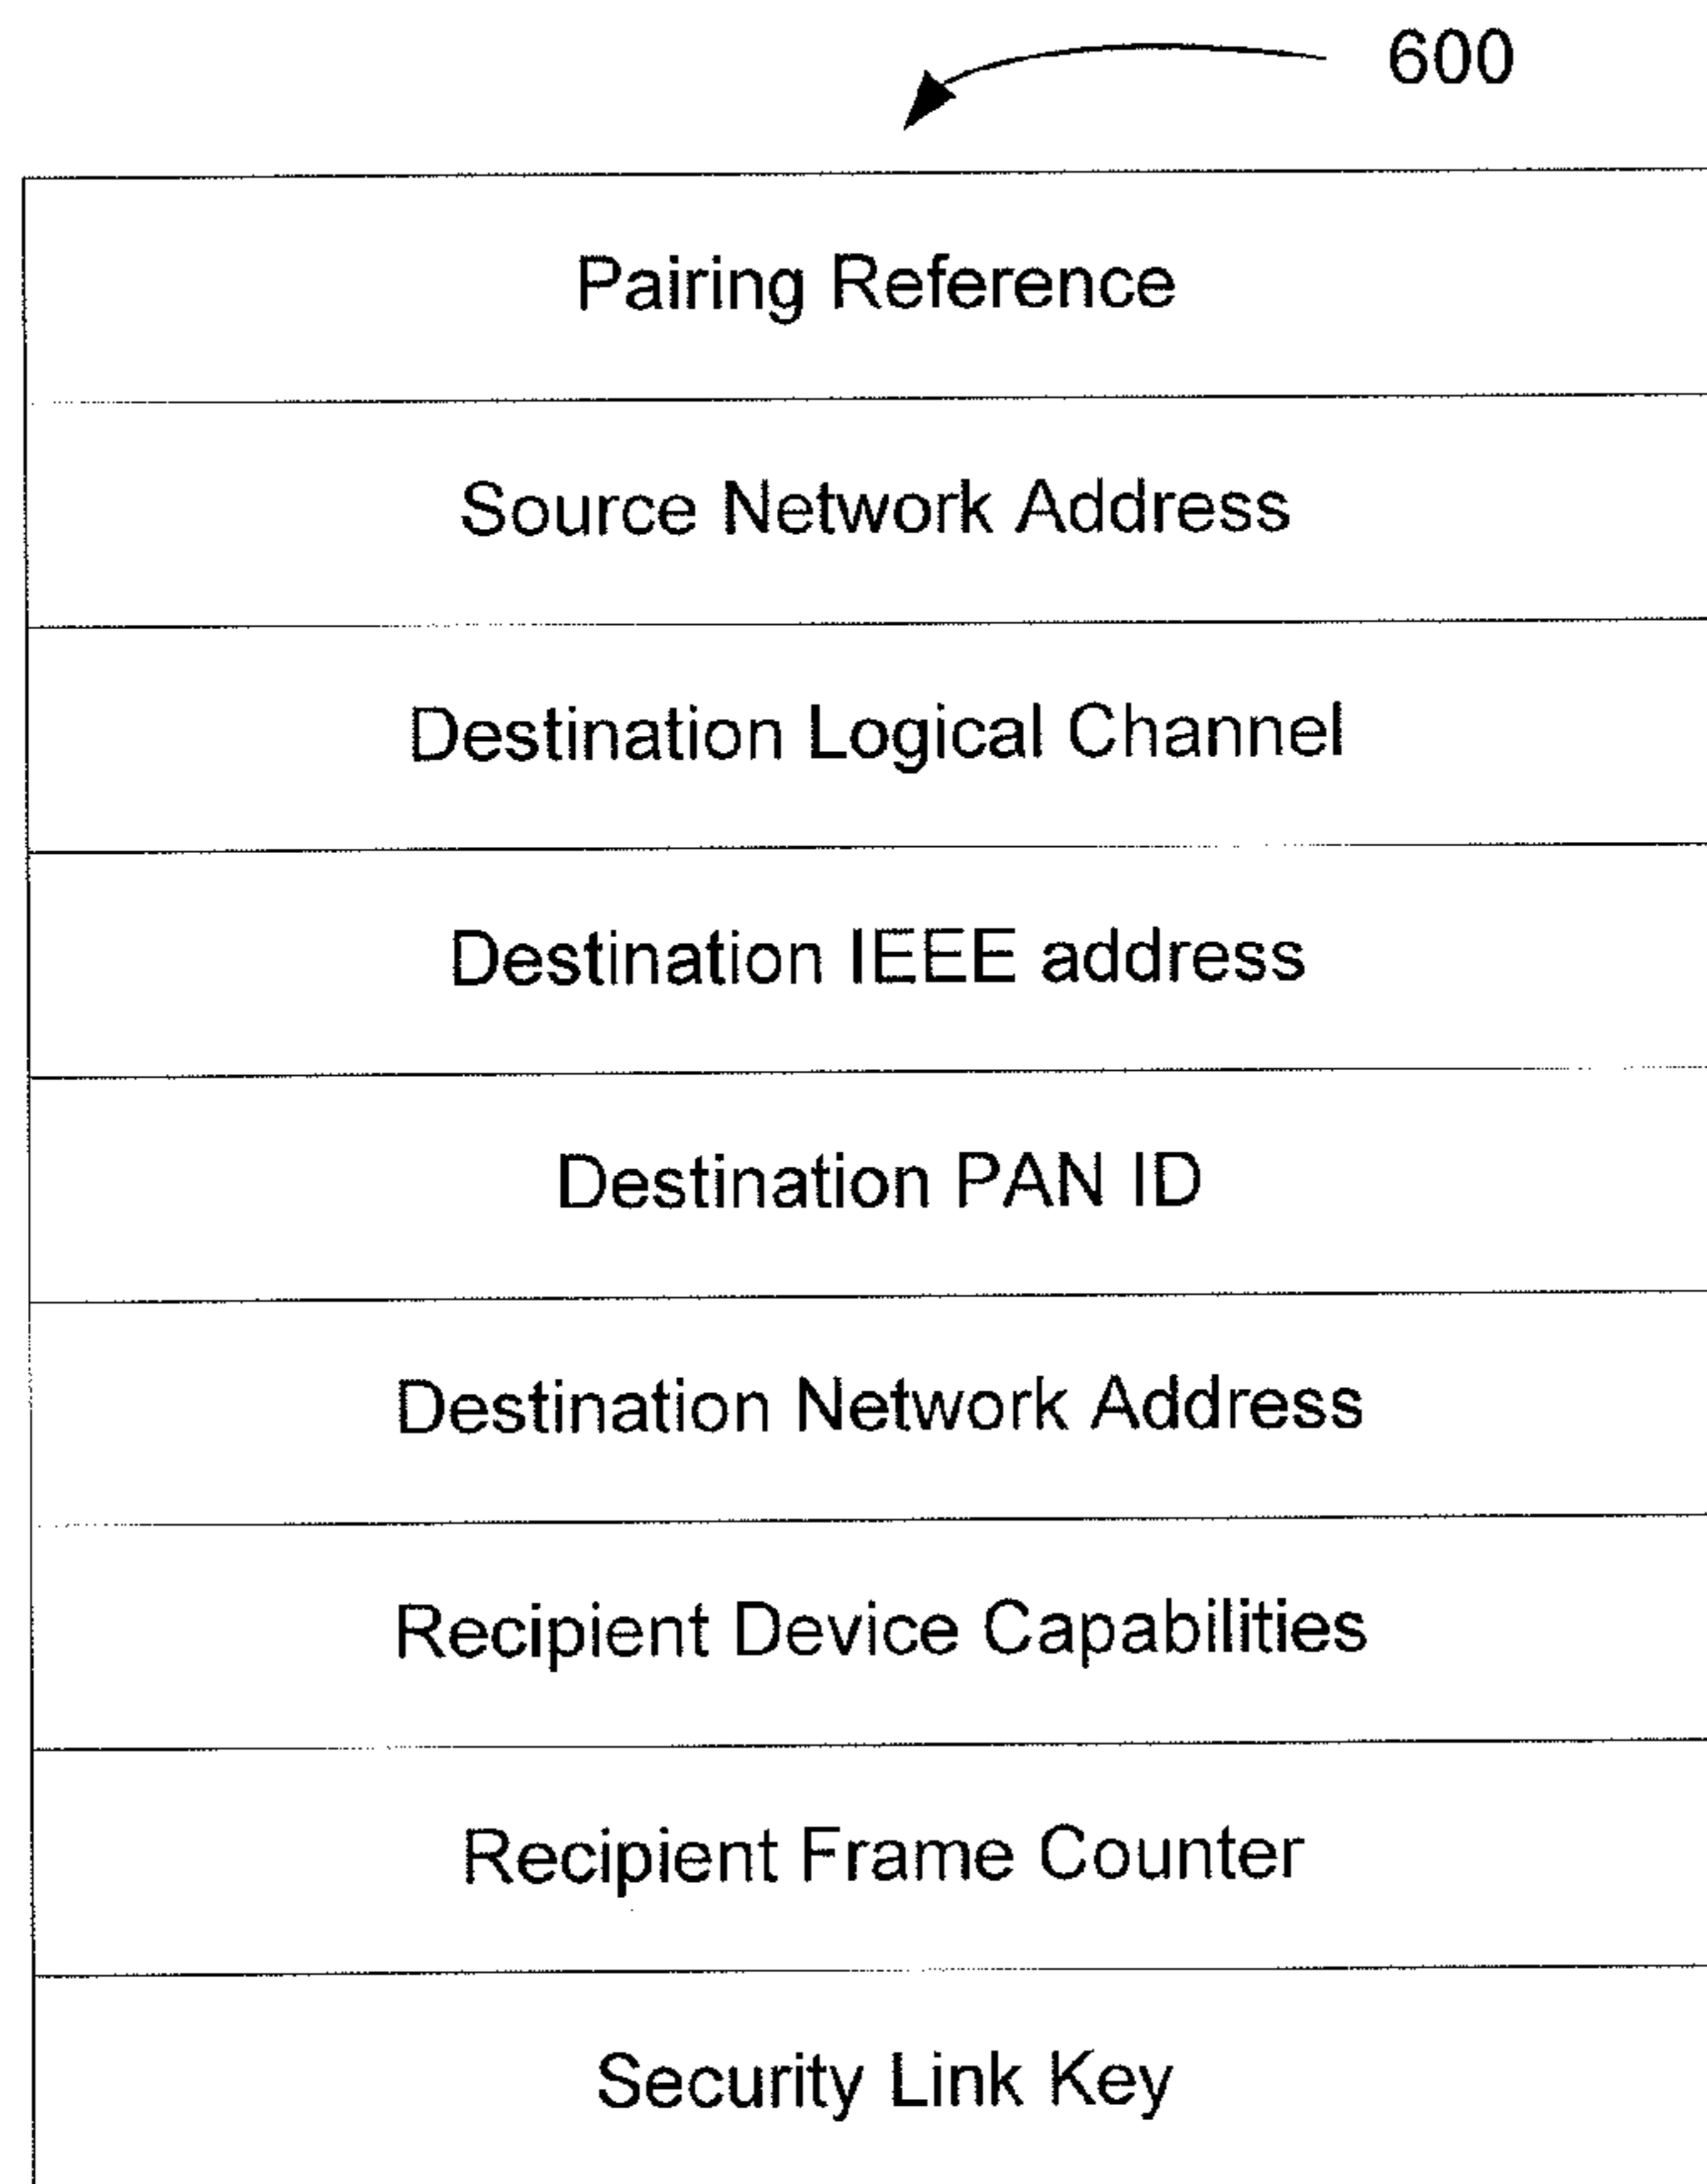 600
Pairing Reference
Source Network Address
Destination Logical Channel
Destination IEEE address
Destination PAN ID
Destination Network Address
Recipient Device Capabilities
Recipient Frame Counter
Security Link Key